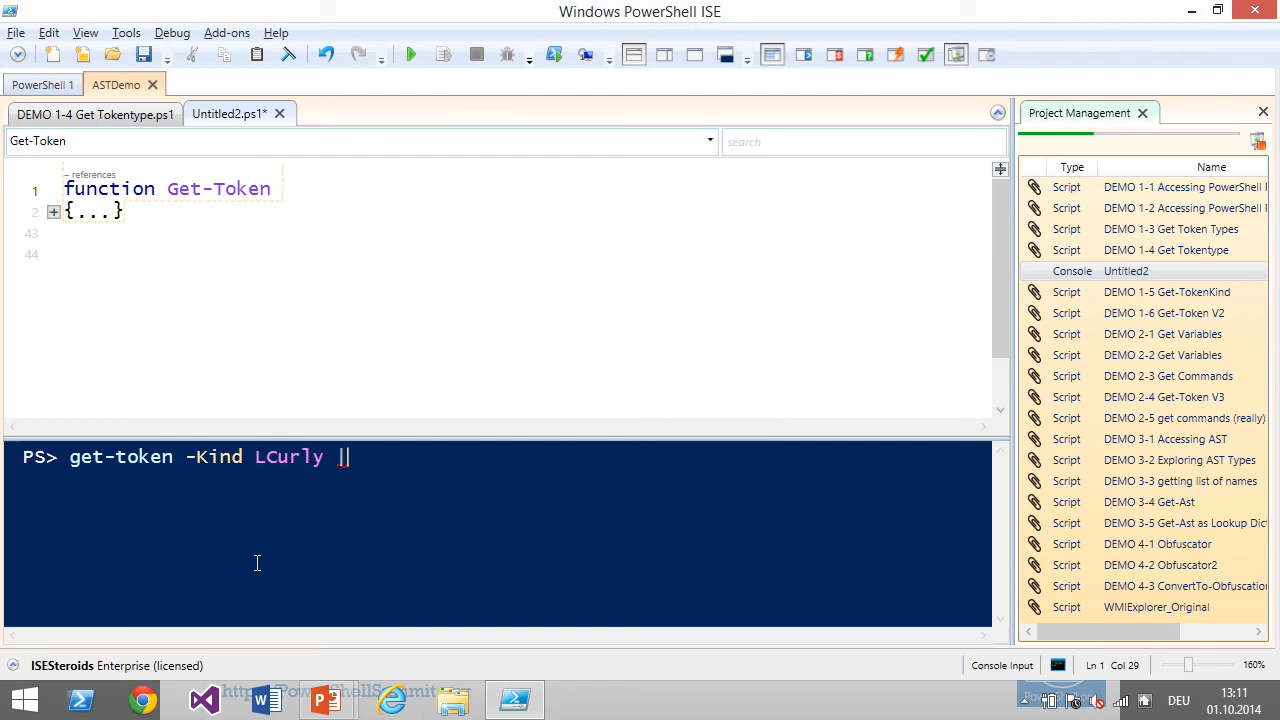 Windows PowerShell ISE
File Edit View Tools Debug Add-ons Help
PowerShell 1 ASTDemo
DEMO 1-4 Get Tokentype.ps1 Untitled2.ps1*
Get-Token search
– references
1 function Get-Token
2 {...}
43
44
PS> get-token -Kind LCurly |
Project Management
Type Name
Script DEMO 1-1 Accessing PowerShell
Script DEMO 1-2 Accessing PowerShell
Script DEMO 1-3 Get Token Types
Script DEMO 1-4 Get Tokentype
Console Untitled2
Script DEMO 1-5 Get-TokenKind
Script DEMO 1-6 Get-Token V2
Script DEMO 2-1 Get Variables
Script DEMO 2-2 Get Variables
Script DEMO 2-3 Get Commands
Script DEMO 2-4 Get-Token V3
Script DEMO 2-5 get commands (really)
Script DEMO 3-1 Accessing AST
Script DEMO 3-2 Exploring AST Types
Script DEMO 3-3 getting list of names
Script DEMO 3-4 Get-Ast
Script DEMO 3-5 Get-Ast as Lookup Dic
Script DEMO 4-1 Obfuscator
Script DEMO 4-2 Obfuscator2
Script DEMO 4-3 ConvertTo-Obfuscation
Script WMIExplorer_Original
ISESteroids Enterprise (licensed) Console Input Ln 1 Col 29 160%
DEU
13:11
01.10.2014